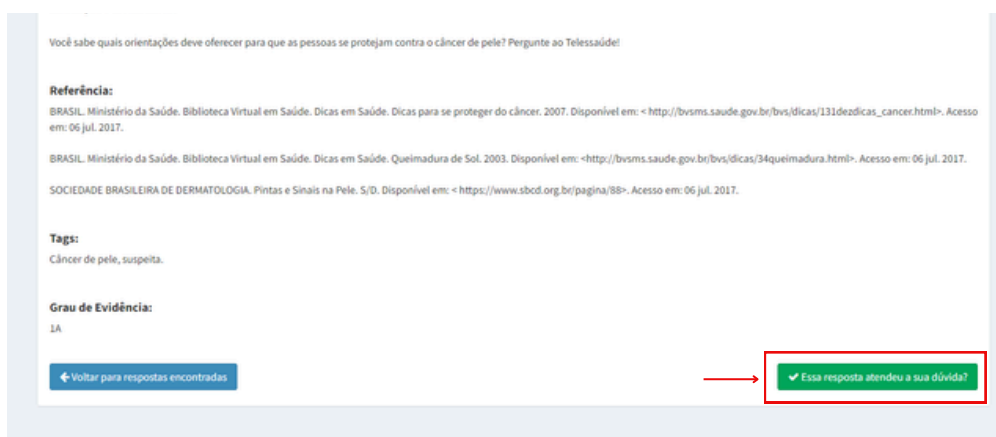 Você sabe quais orientações deve oferecer para que as pessoas se protejam contra o câncer de pele? Pergunte ao Telessaúde!
Referência:
BRASIL. Ministério da Saúde. Biblioteca Virtual em Saúde. Dicas em Saúde. Dicas para se proteger do câncer. 2007. Disponível em: < http://bvsms.saude.gov.br/bvs/dicas/131dezdicas_cancer.html>. Acesso
em: 06 jul. 2017.
BRASIL. Ministério da Saúde. Biblioteca Virtual em Saúde. Dicas em Saúde. Queimadura de Sol. 2003. Disponível em: <http://bvsms.saude.gov.br/bvs/dicas/34queimadura.html>. Acesso em: 06 jul. 2017.
SOCIEDADE BRASILEIRA DE DERMATOLOGIA. Pintas e Sinais na Pele. S/D. Disponível em: < https://www.sbcd.org.br/pagina/88>. Acesso em: 06 jul. 2017.
Tags:
Câncer de pele, suspeita.
Grau de Evidência:
1A
Voltar para respostas encontradas
Essa resposta atendeu a sua dúvida?